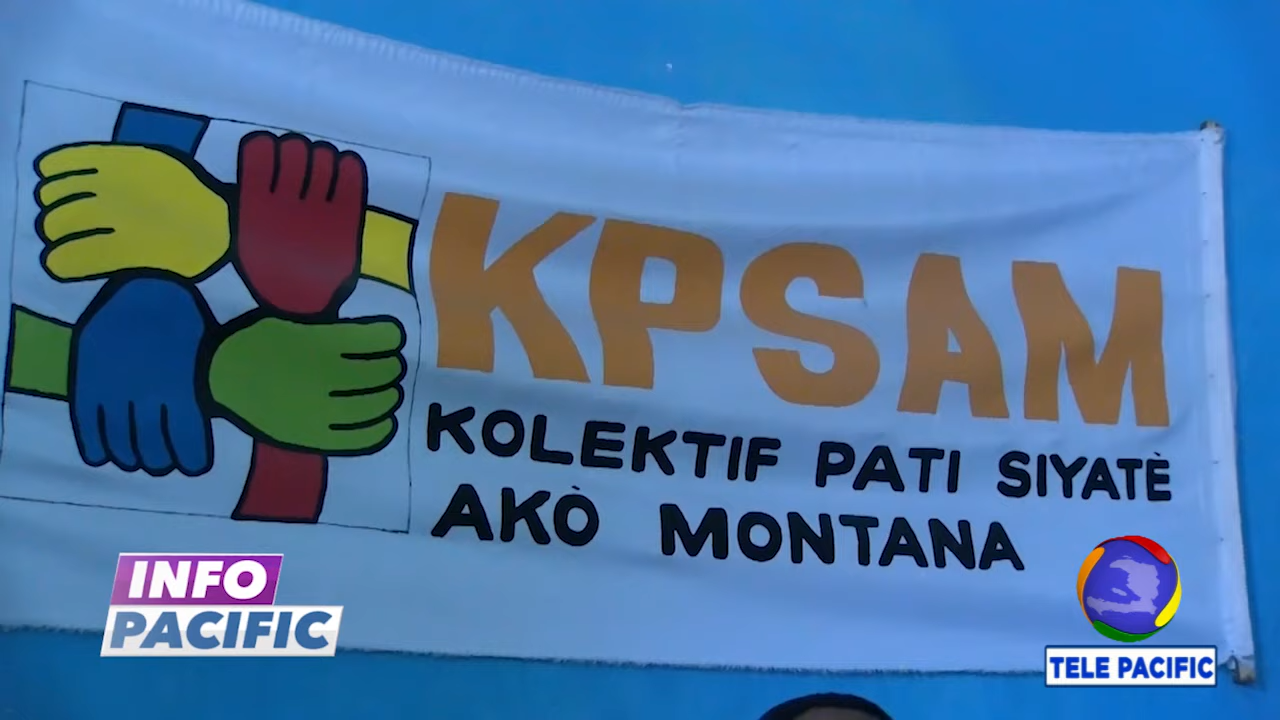 KPSAM
KOLEKTIF PATI SIYATÈ
AKÒ MONTANA
INFO
PACIFIC
TELE PACIFIC